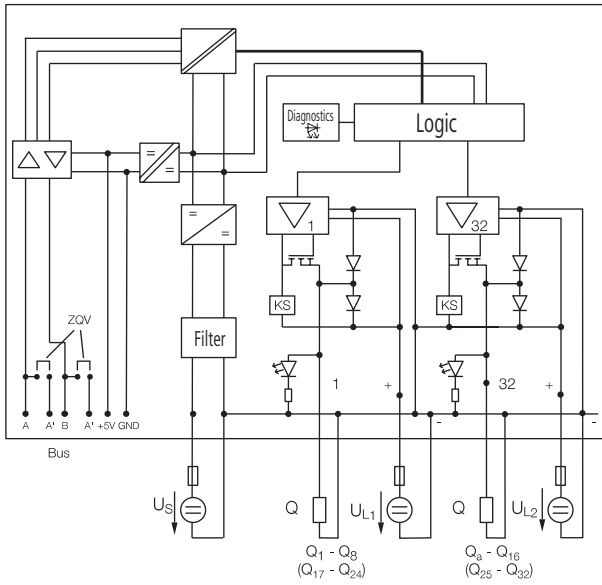 Diagnostics
Logic
=
=
=
=
1
32
KS
KS
ZQV
Filter
1
+
32
+
A
A'
B
A'
+5V
GND
-
-
Bus
U_S
=
Q
U_L1
=
Q
U_L2
=
Q_1 - Q_8
(Q_17 - Q_24)
Q_a - Q_16
(Q_25 - Q_32)